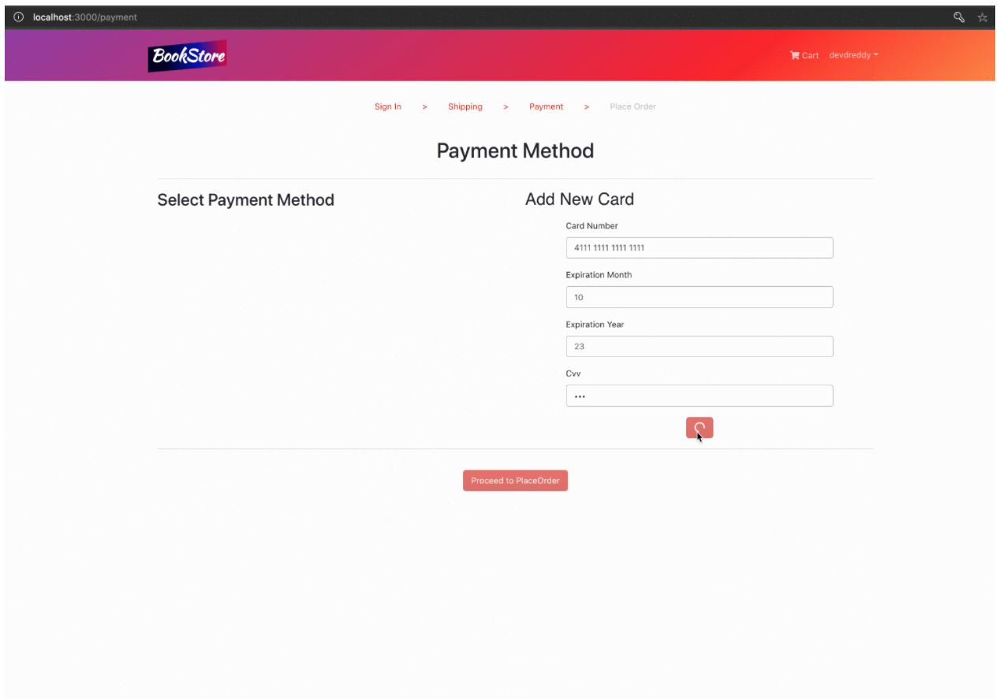 localhost:3000/payment
BookStore
Cart devdreddy
Sign In > Shipping > Payment > Place Order
Payment Method
Select Payment Method
Add New Card
Card Number
4111 1111 1111 1111
Expiration Month
10
Expiration Year
23
Cvv
•••
Proceed to PlaceOrder